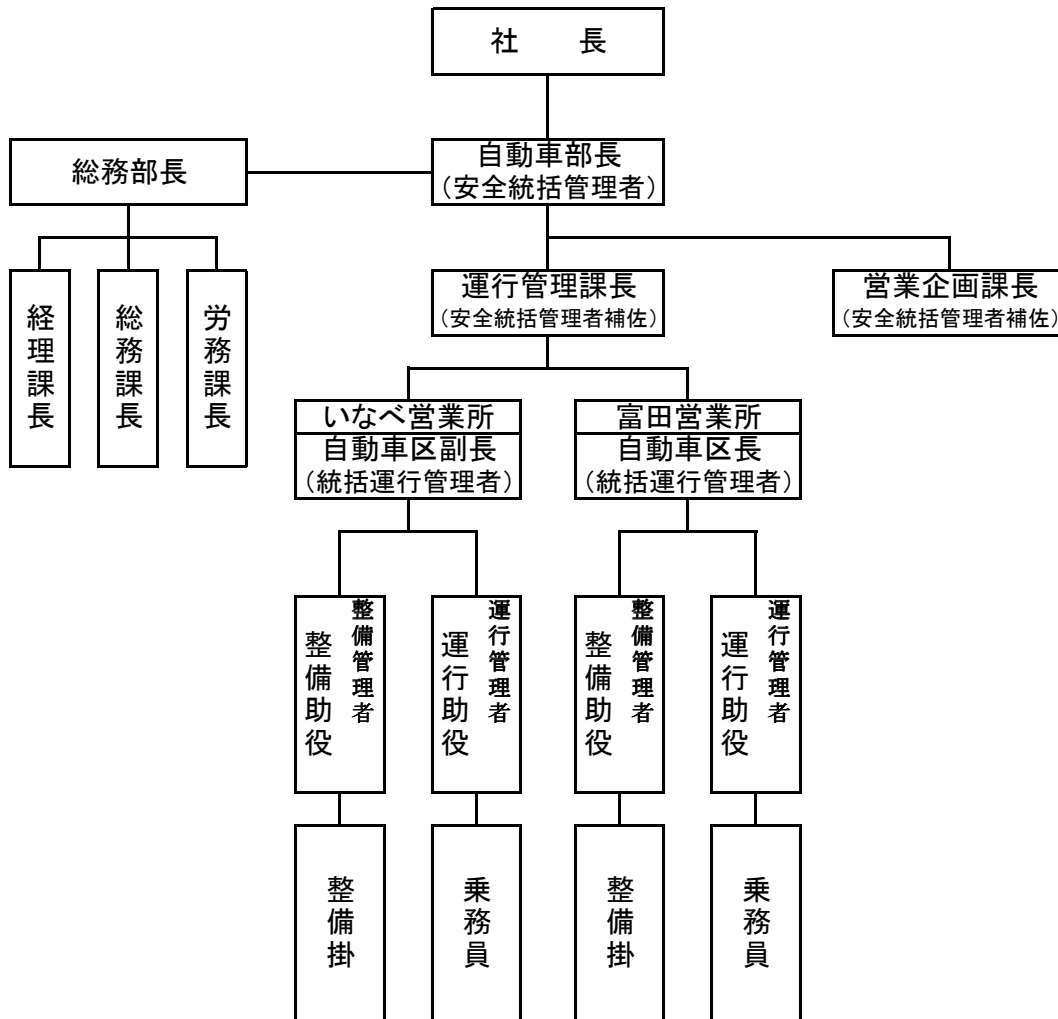 社　　長
総務部長
自動車部長
（安全統括管理者）
経理課長
総務課長
労務課長
運行管理課長
（安全統括管理者補佐）
営業企画課長
（安全統括管理者補佐）
いなべ営業所
自動車区副長
（統括運行管理者）
富田営業所
自動車区長
（統括運行管理者）
整備管理者
整備助役
運行管理者
運行助役
整備管理者
整備助役
運行管理者
運行助役
整備掛
乗務員
整備掛
乗務員